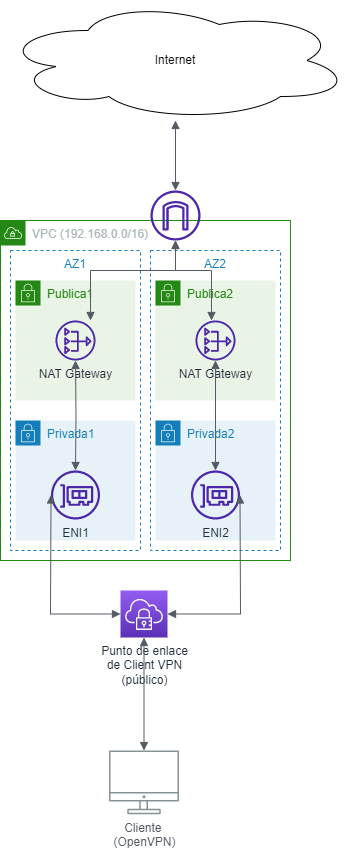 Internet
VPC (192.168.0.0/16)
AZ1
AZ2
Publica1
Publica2
NAT Gateway
NAT Gateway
Privada1
Privada2
ENI1
ENI2
Punto de enlace
de Client VPN
(público)
Cliente
(OpenVPN)